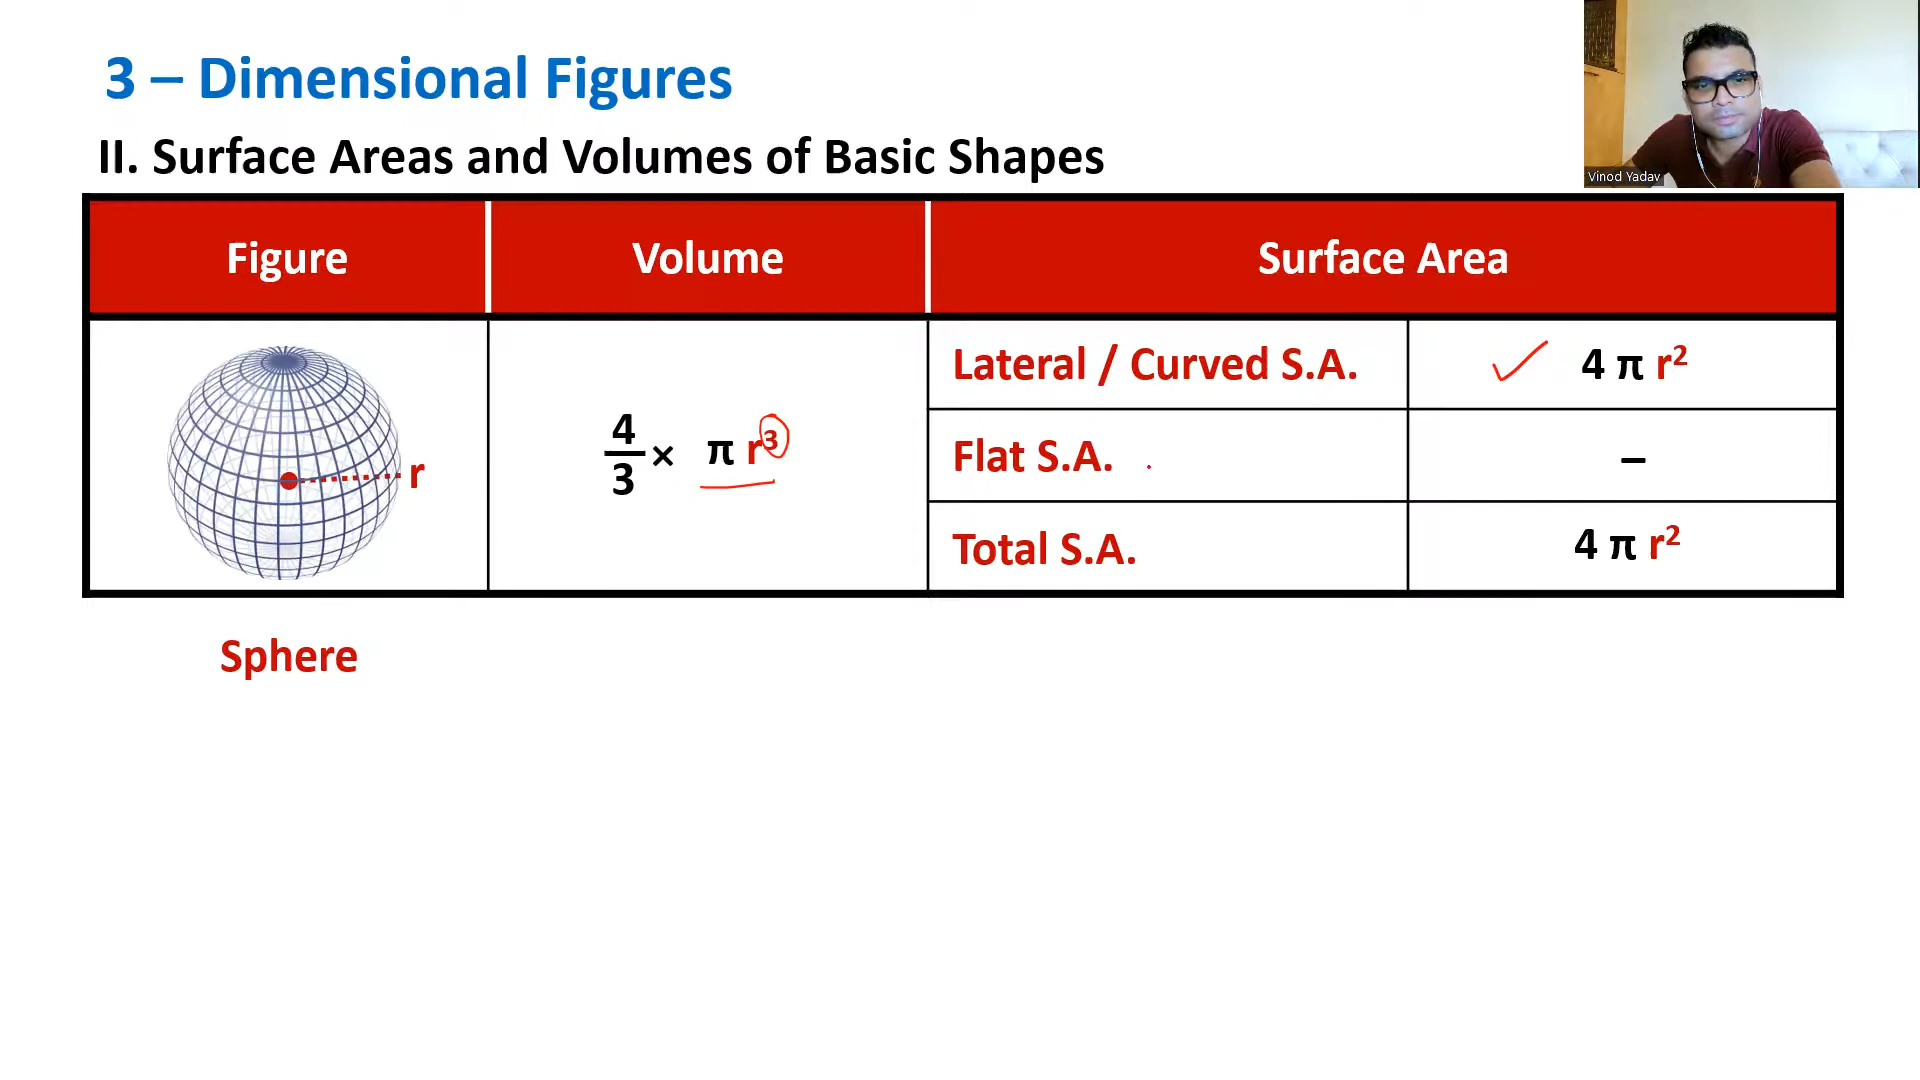 3 – Dimensional Figures
Vinod Yadav
II. Surface Areas and Volumes of Basic Shapes
Figure Volume Surface Area
r
4/3 × π r³
Lateral / Curved S.A. ✓ 4 π r²
Flat S.A. –
Total S.A. 4 π r²
Sphere